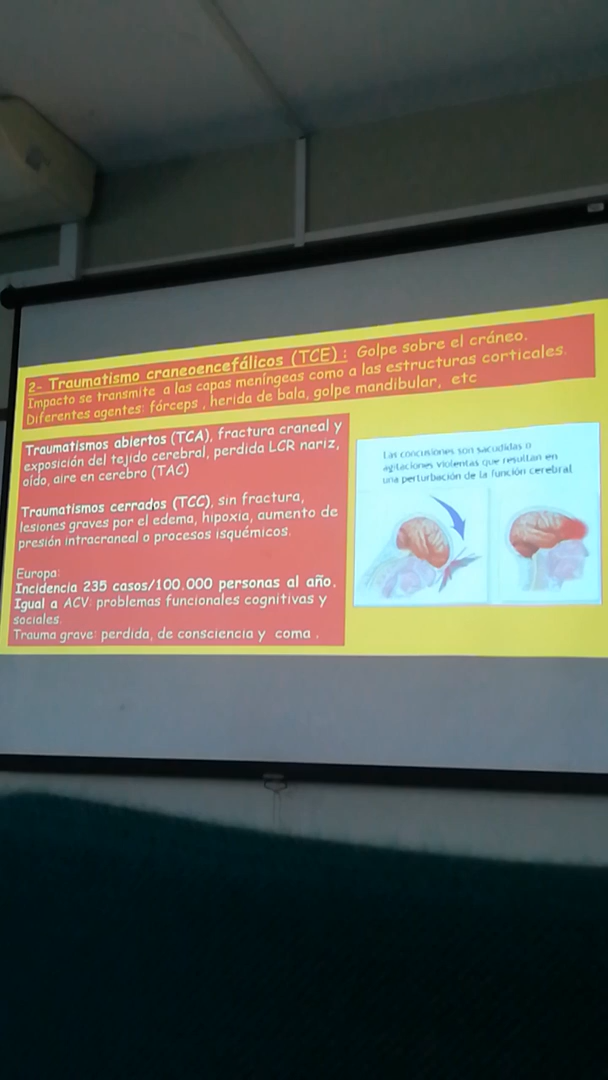 2- Traumatismo craneoencefálicos (TCE) : Golpe sobre el cráneo.
Impacto se transmite a las capas meníngeas como a las estructuras corticales.
Diferentes agentes: fórceps , herida de bala, golpe mandibular, etc
Traumatismos abiertos (TCA), fractura craneal y
exposición del tejido cerebral, perdida LCR nariz,
oído, aire en cerebro (TAC)
Traumatismos cerrados (TCC), sin fractura,
lesiones graves por el edema, hipoxia, aumento de
presión intracraneal o procesos isquémicos.
Europa:
Incidencia 235 casos/100.000 personas al año.
Igual a ACV: problemas funcionales cognitivas y
sociales.
Trauma grave: perdida, de consciencia y coma .
Las concusiones son sacudidas o
agitaciones violentas que resultan en
una perturbación de la función cerebral